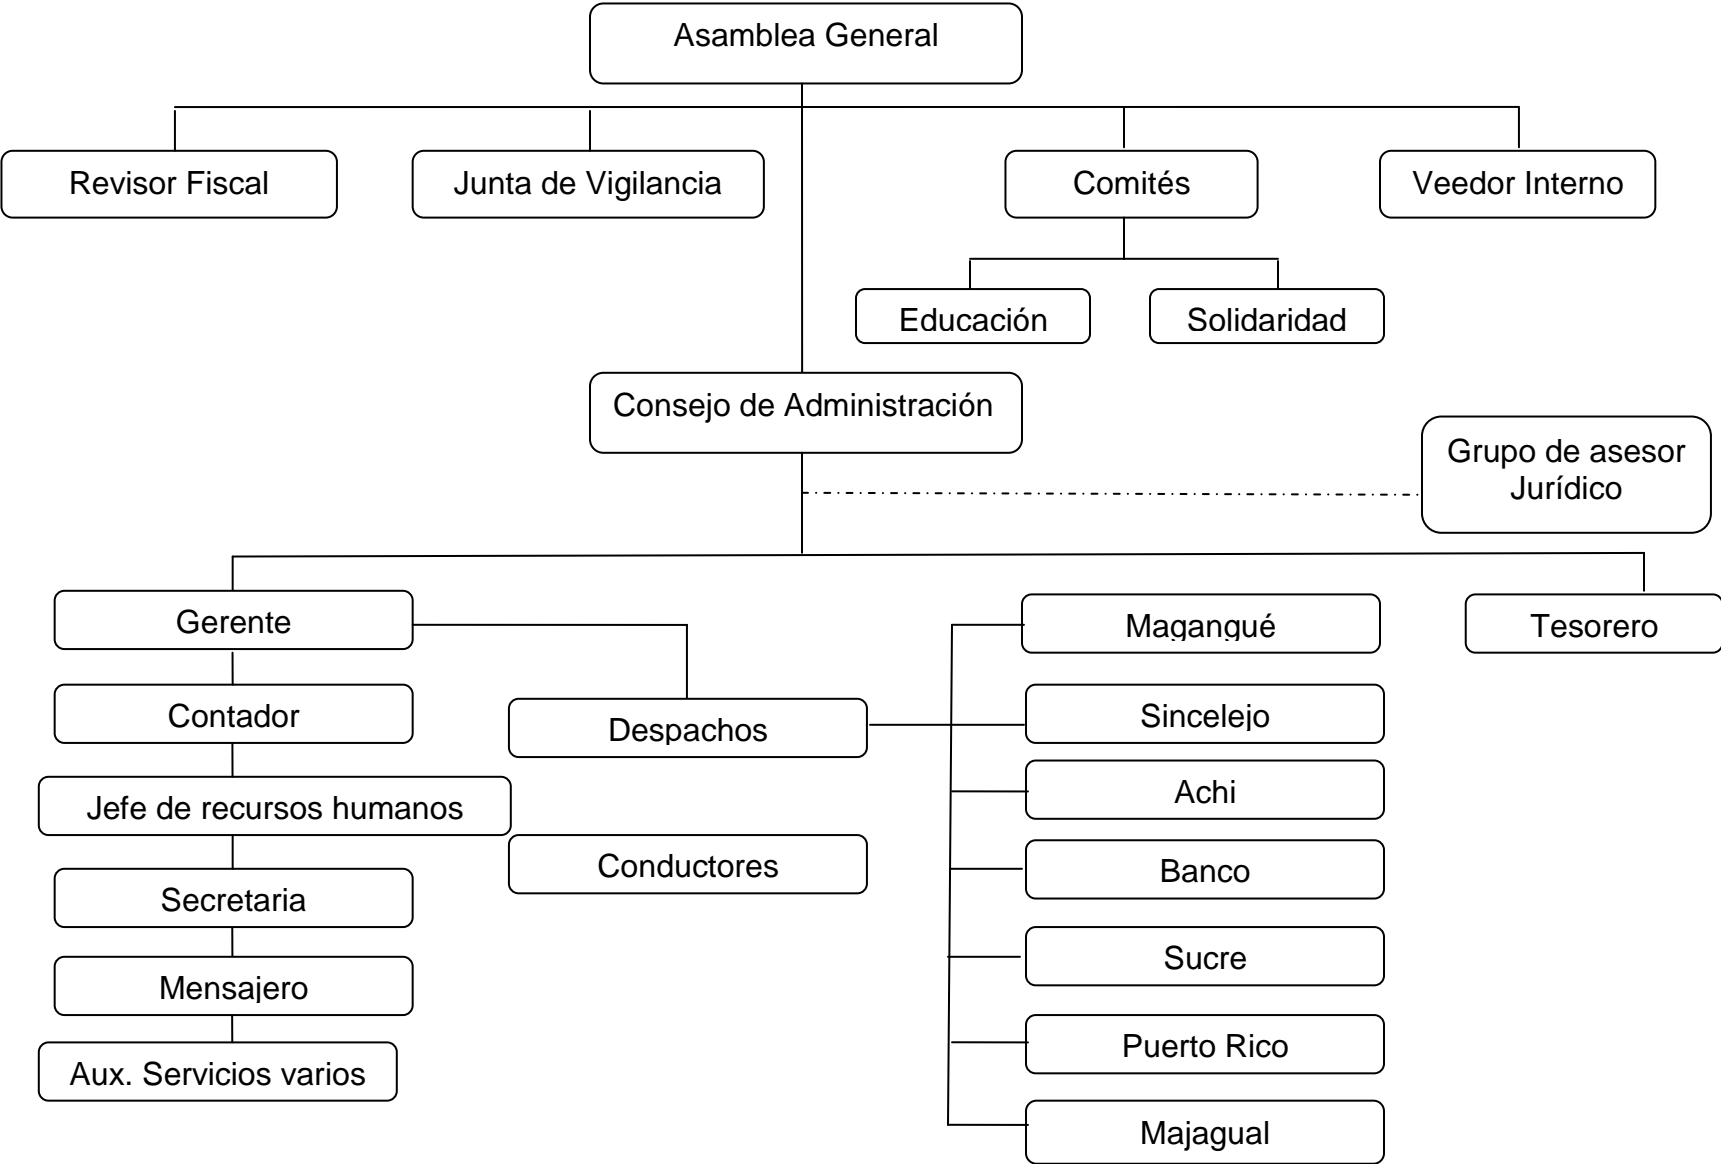 Asamblea General
Revisor Fiscal
Junta de Vigilancia
Comités
Veedor Interno
Educación
Solidaridad
Consejo de Administración
Grupo de asesor
Jurídico
Gerente
Magangué
Tesorero
Contador
Despachos
Sincelejo
Jefe de recursos humanos
Achi
Conductores
Banco
Secretaria
Sucre
Mensajero
Puerto Rico
Aux. Servicios varios
Majagual